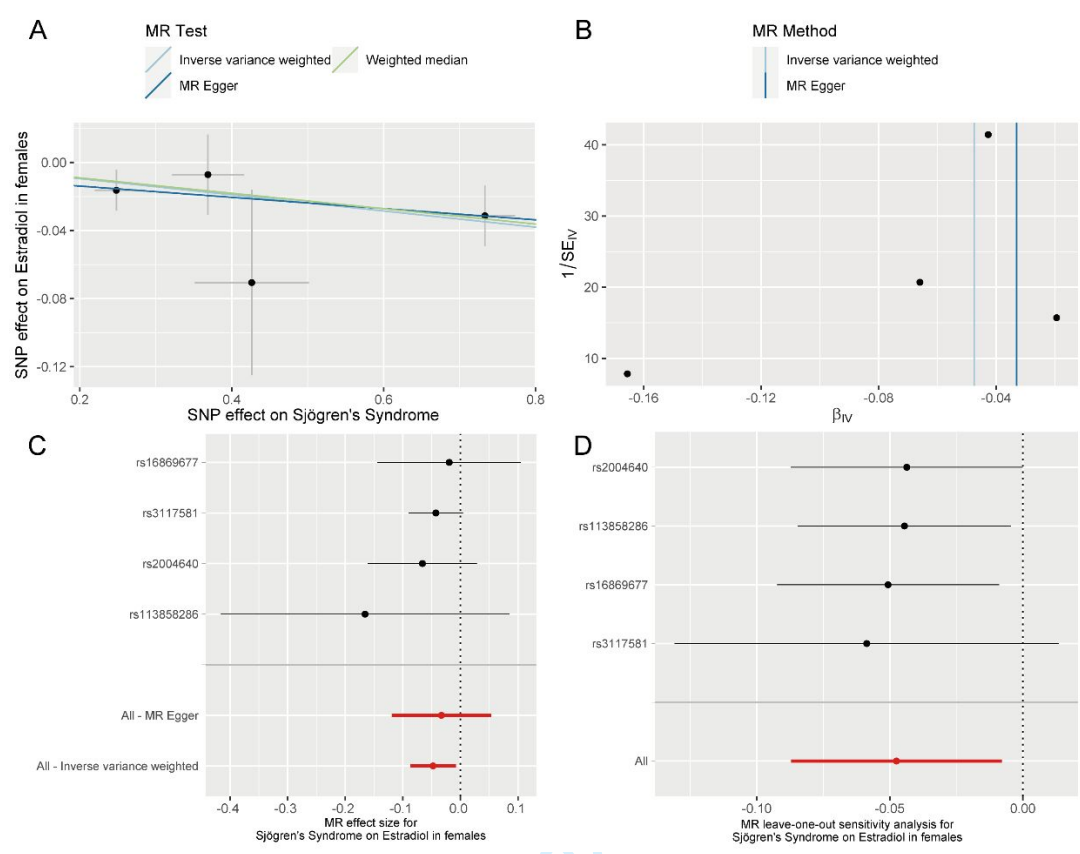 A
MR Test
Inverse variance weighted
Weighted median
MR Egger
SNP effect on Estradiol in females
0.00
-0.04
-0.08
-0.12
0.2
0.4
0.6
0.8
SNP effect on Sjögren's Syndrome
B
MR Method
Inverse variance weighted
MR Egger
1/SE_IV
40
30
20
10
-0.16
-0.08
-0.04
β_IV
C
rs16869677
rs3117581
rs2004640
rs113858286
All - MR Egger
All - Inverse variance weighted
-0.4
-0.3
-0.2
-0.1
0.0
0.1
MR effect size for
Sjögren's Syndrome on Estradiol in females
D
rs2004640
rs113858286
rs16869677
rs3117581
All
-0.10
-0.05
0.00
MR leave-one-out sensitivity analysis for
Sjögren's Syndrome on Estradiol in females